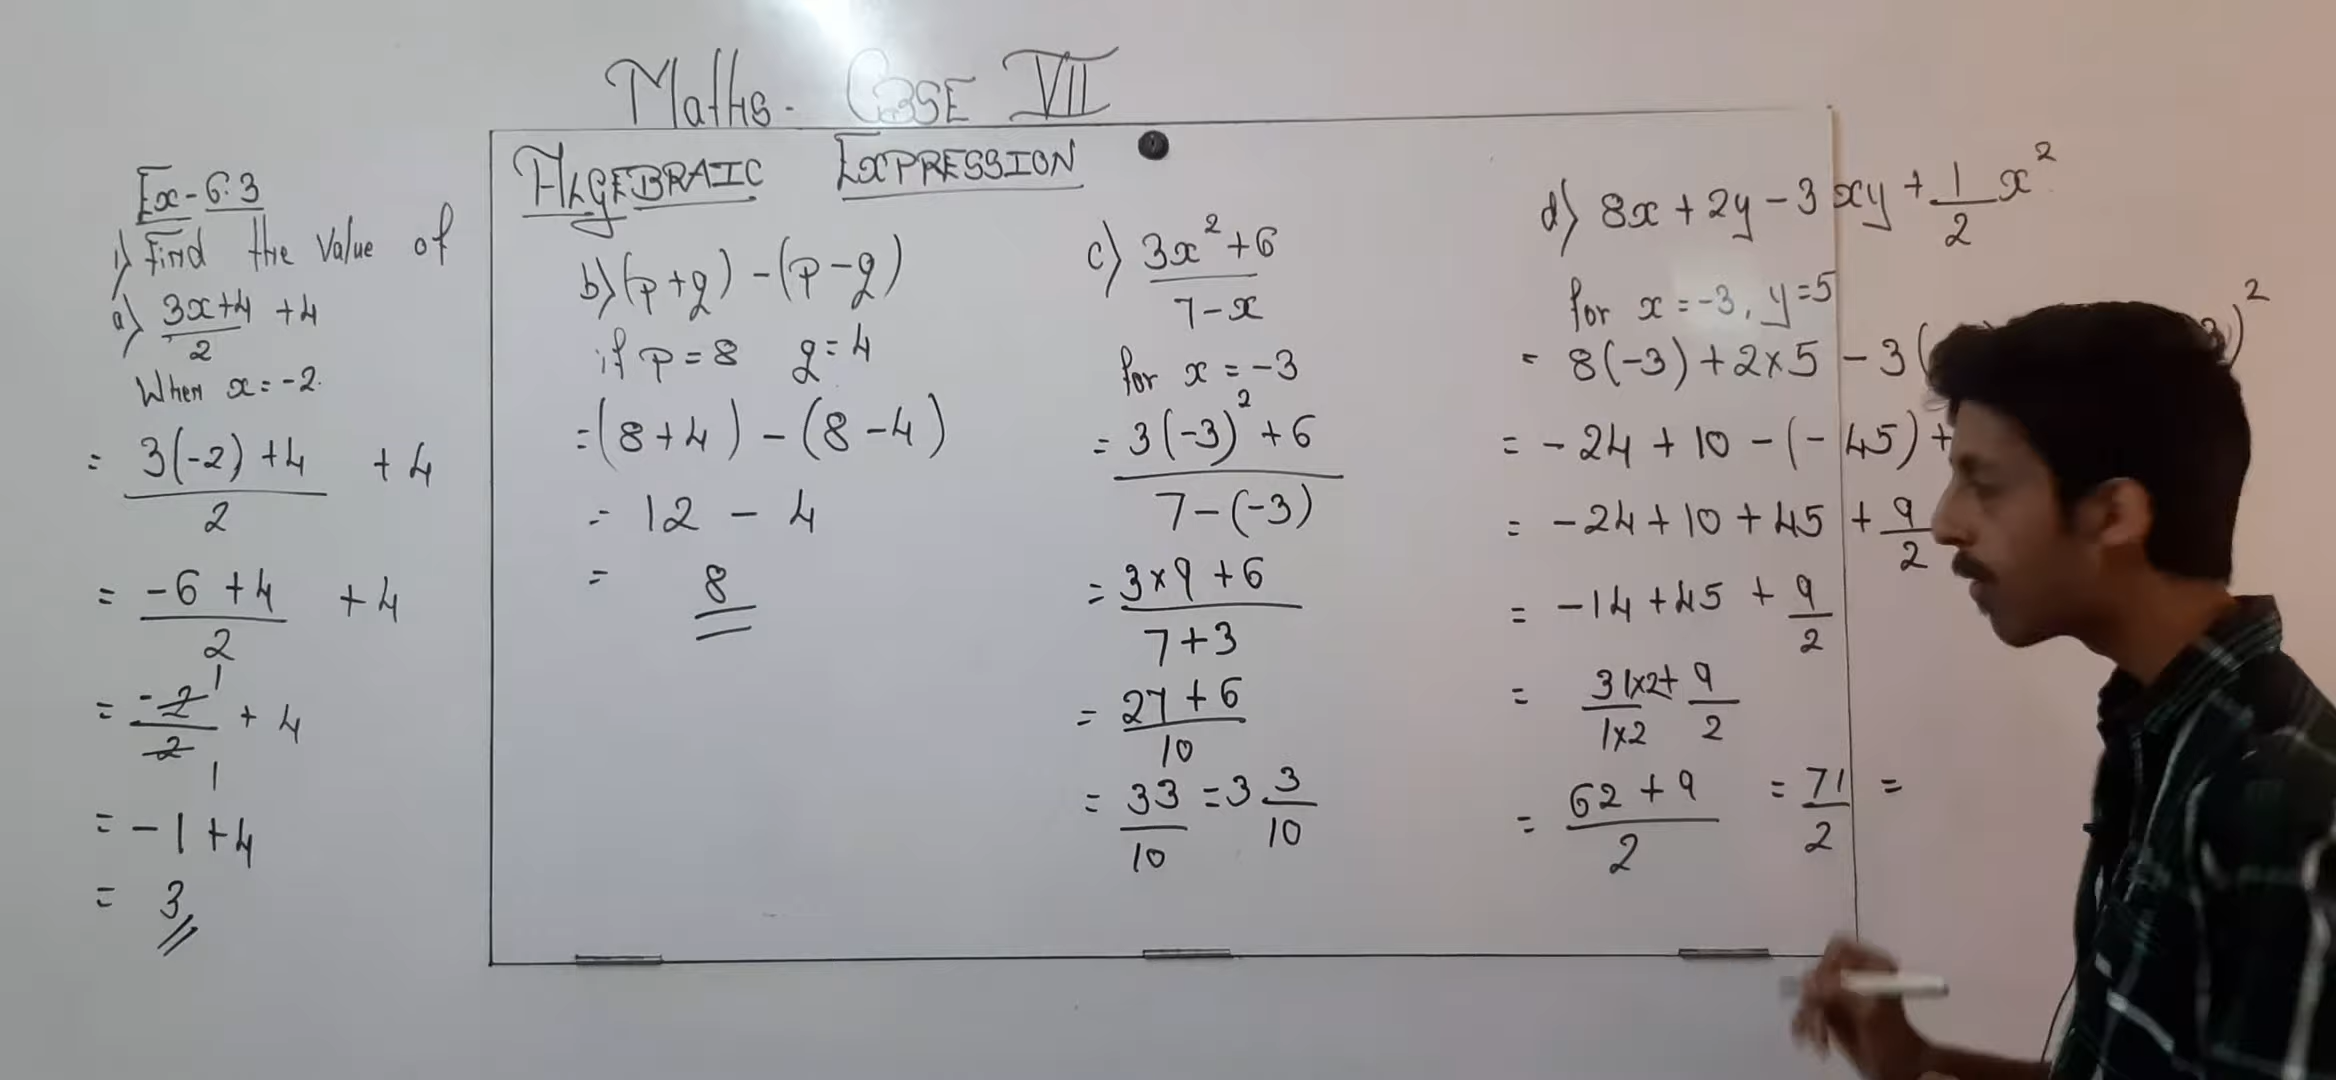 Maths - CBSE VII
ALGEBRAIC EXPRESSION
Ex-6.3
1) Find the Value of
a) (3x+4)/2 + 4
When x = -2.
= (3(-2)+4)/2 + 4
= (-6+4)/2 + 4
= -2/2 + 4
1
1
= -1 + 4
= 3
b) (p+q) - (p-q)
if p = 8 q = 4
= (8+4) - (8-4)
= 12 - 4
= 8
c) (3x²+6)/(7-x)
for x = -3
= (3(-3)²+6)/(7-(-3))
= (3×9+6)/(7+3)
= (27+6)/10
= 33/10 = 3 3/10
d) 8x + 2y - 3xy + 1/2 x²
for x = -3, y = 5
= 8(-3) + 2×5 - 3( )²
= -24 + 10 - (-45) +
= -24 + 10 + 45 + 9/2
= -14 + 45 + 9/2
= 31×2/1×2 + 9/2
= (62+9)/2 = 71/2 =